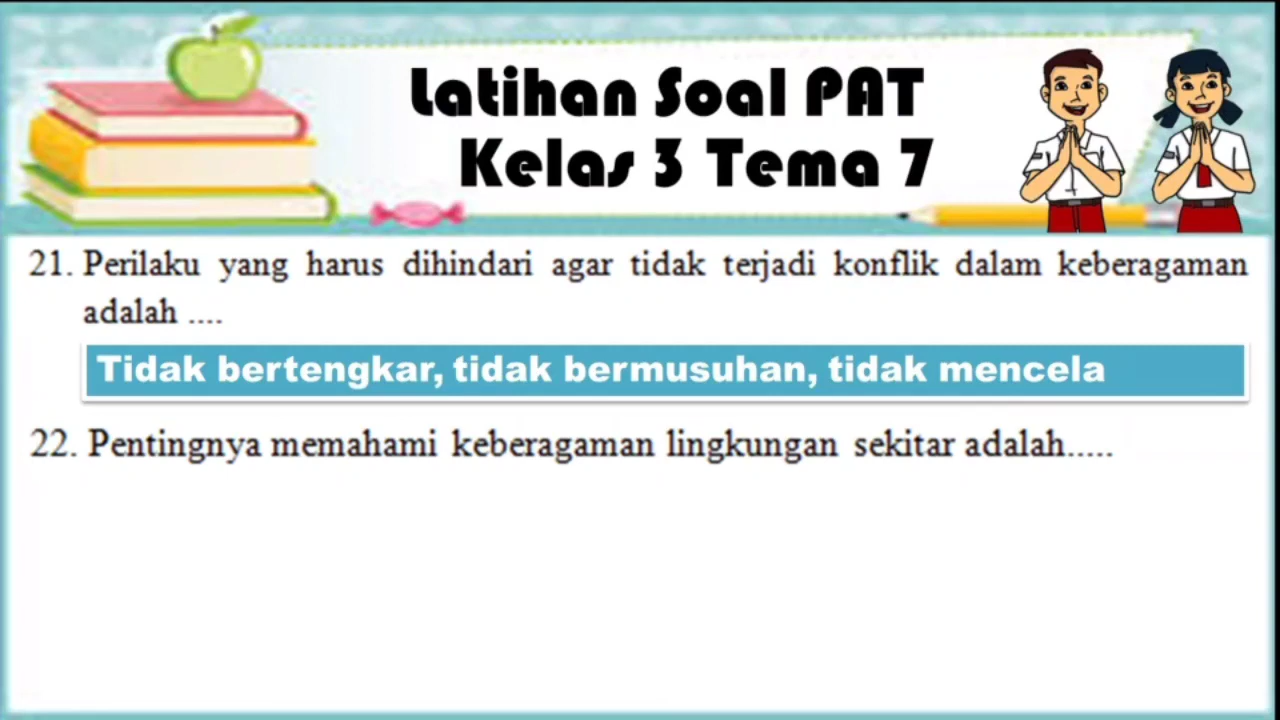 Latihan Soal PAT
Kelas 3 Tema 7
21. Perilaku yang harus dihindari agar tidak terjadi konflik dalam keberagaman
adalah ....
Tidak bertengkar, tidak bermusuhan, tidak mencela
22. Pentingnya memahami keberagaman lingkungan sekitar adalah.....